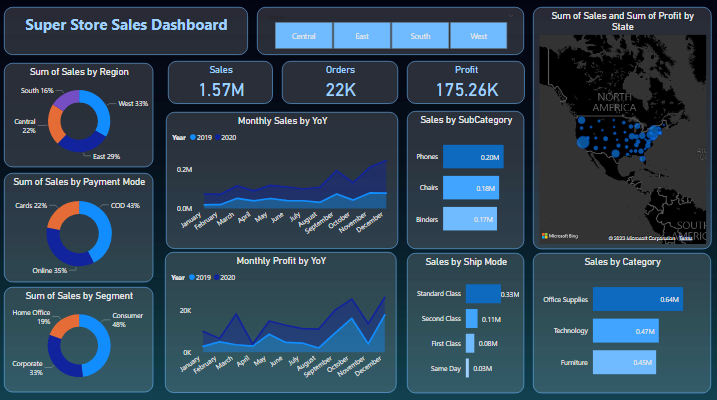 Super Store Sales Dashboard
Central East South West
Sum of Sales and Sum of Profit by
State
NORTH
AMERICA
SOUTH
AMERIC
Microsoft Bing
© 2023 Microsoft Corporation Terms
Sum of Sales by Region
South 16%
West 33%
Central
22%
East 29%
Sales
1.57M
Orders
22K
Profit
175.26K
Monthly Sales by YoY
Year 2019 2020
0.2M
0.0M
January
February
March
April
May
June
July
August
September
October
November
December
Sales by SubCategory
Phones 0.20M
Chairs 0.18M
Binders 0.17M
Sum of Sales by Payment Mode
Cards 22%
COD 43%
Online 35%
Monthly Profit by YoY
Year 2019 2020
20K
0K
January
February
March
April
May
June
July
August
September
October
November
December
Sales by Ship Mode
Standard Class 0.33M
Second Class 0.11M
First Class 0.08M
Same Day 0.03M
Sales by Category
Office Supplies 0.64M
Technology 0.47M
Furniture 0.45M
Sum of Sales by Segment
Home Office
19%
Consumer
48%
Corporate
33%